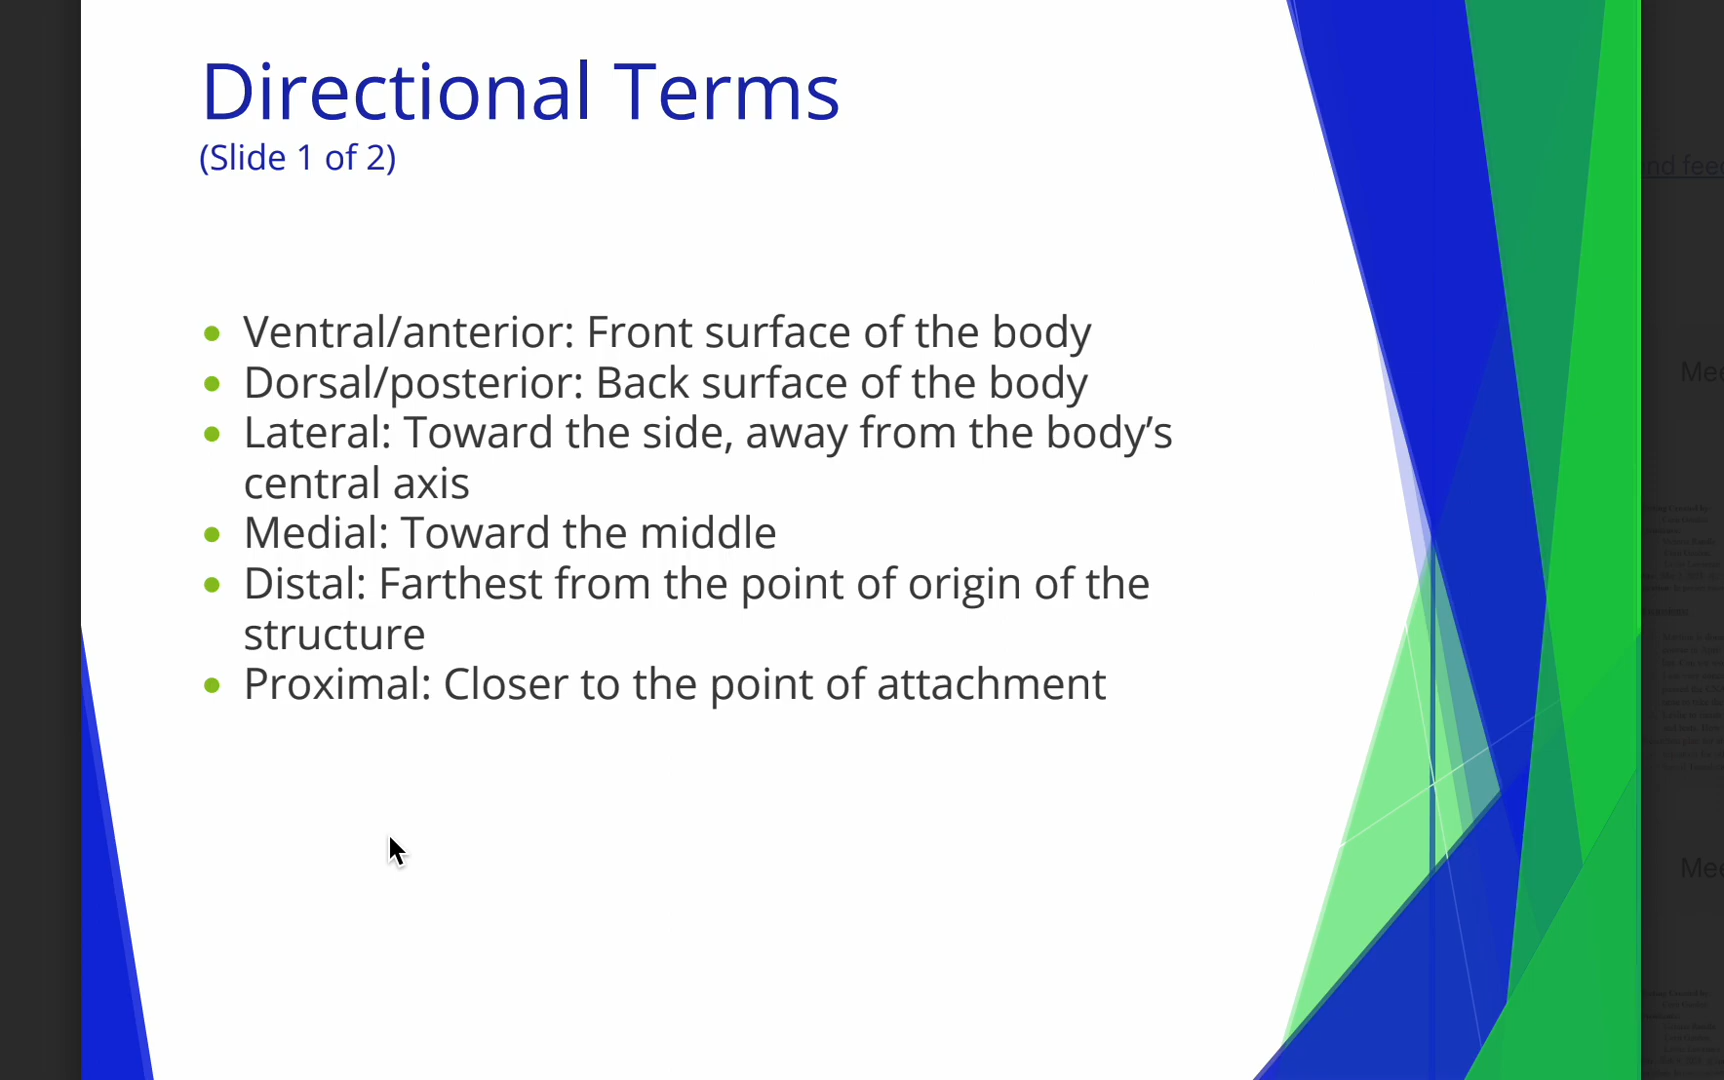 Directional Terms
(Slide 1 of 2)
Ventral/anterior: Front surface of the body
Dorsal/posterior: Back surface of the body
Lateral: Toward the side, away from the body’s
central axis
Medial: Toward the middle
Distal: Farthest from the point of origin of the
structure
Proximal: Closer to the point of attachment